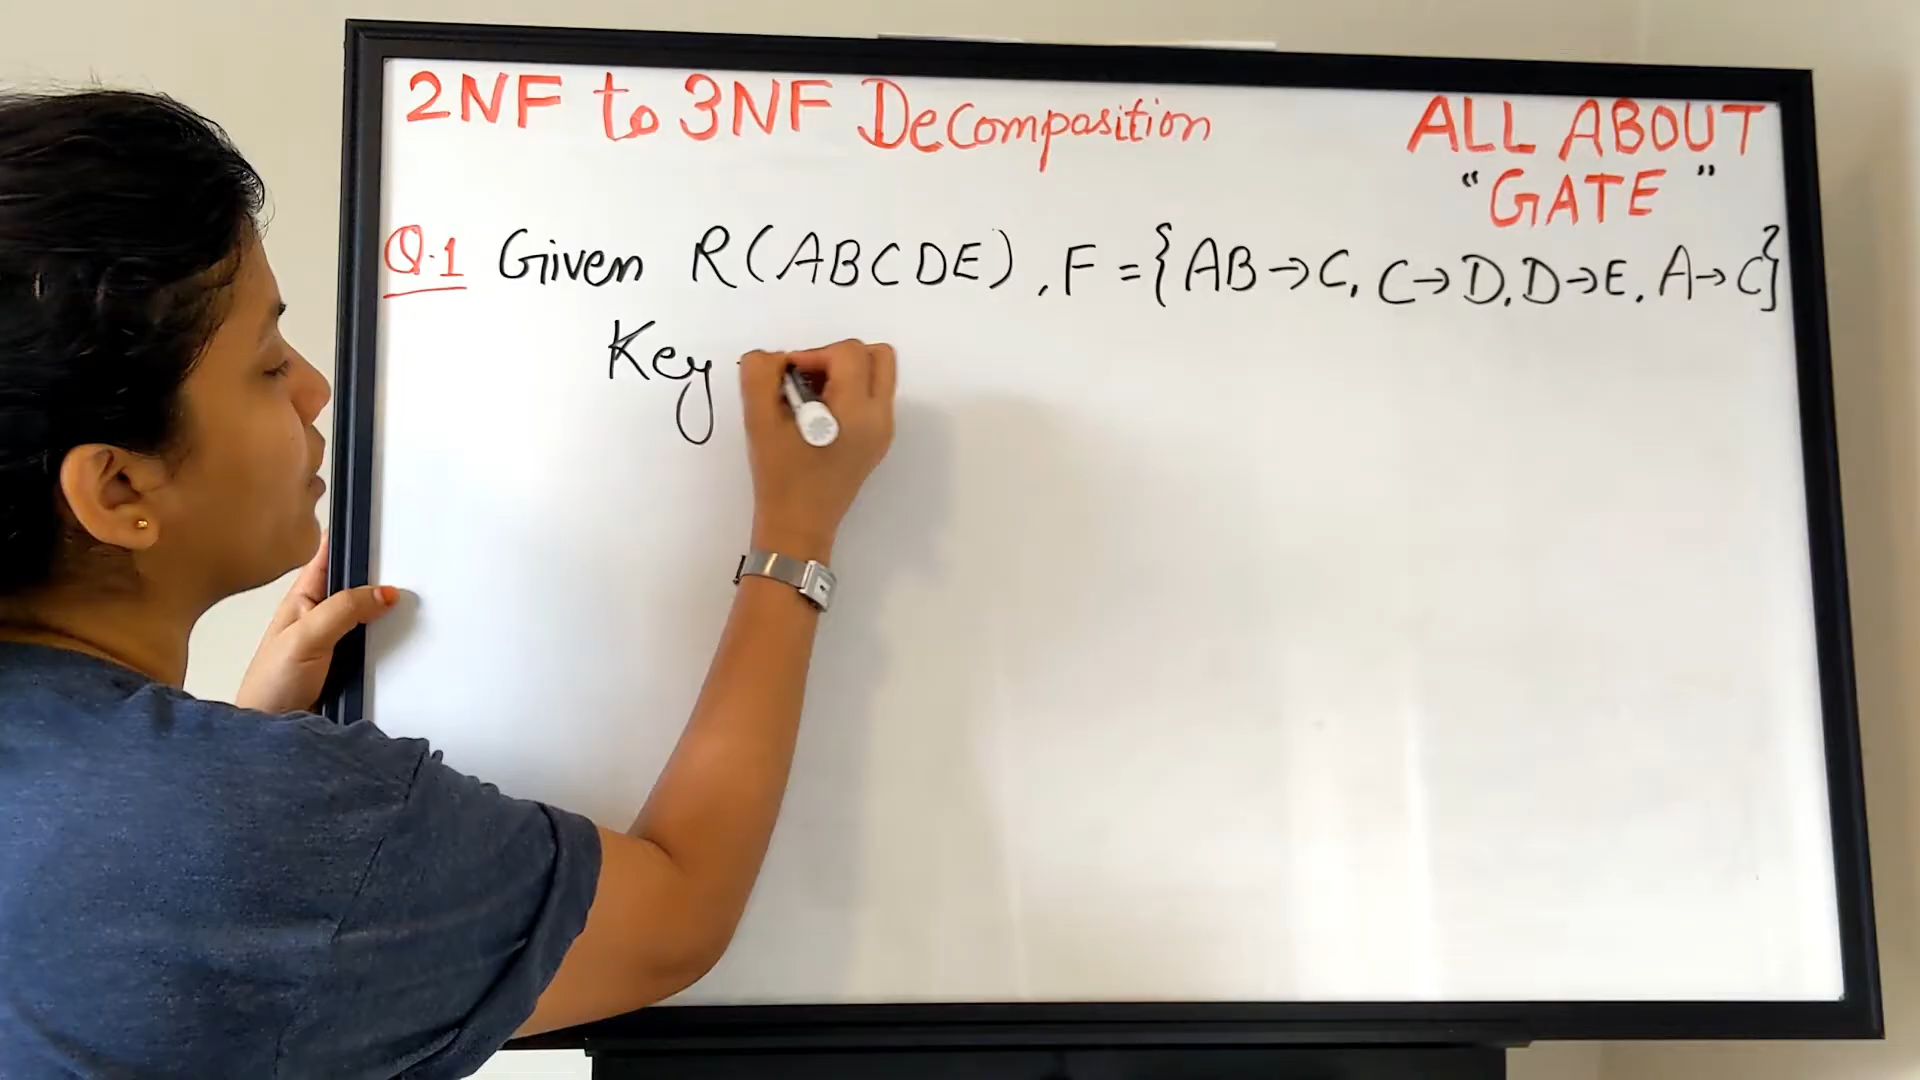 2NF to 3NF Decomposition
ALL ABOUT
"GATE"
Q.1 Given R(ABCDE), F = {AB→C, C→D, D→E, A→C}
Key